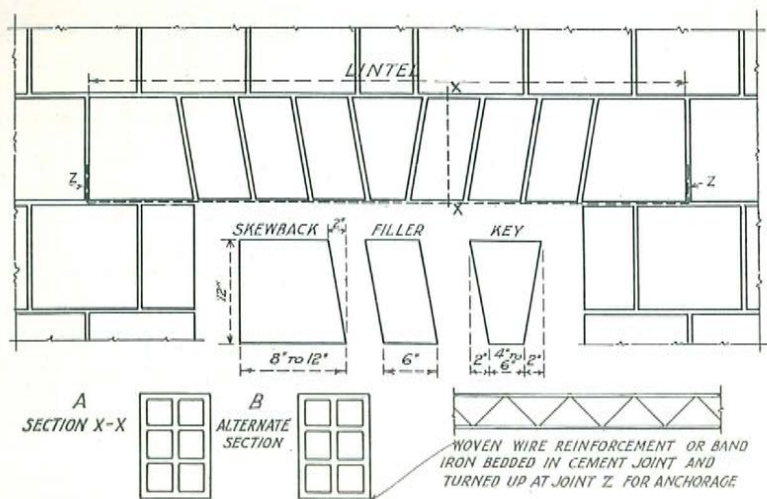 LINTEL
X
Z
Z
X
SKEWBACK
2"
FILLER
KEY
12"
8" TO 12"
6"
2" 4" TO 6" 2"
A
SECTION X-X
B
ALTERNATE
SECTION
WOVEN WIRE REINFORCEMENT OR BAND
IRON BEDDED IN CEMENT JOINT AND
TURNED UP AT JOINT Z FOR ANCHORAGE